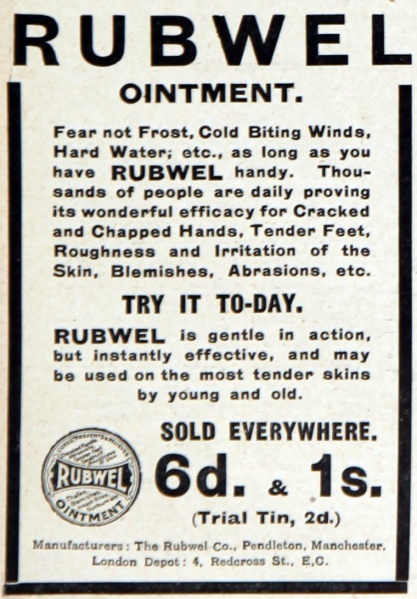 RUBWEL
OINTMENT.
Fear not Frost, Cold Biting Winds,
Hard Water, etc., as long as you
have RUBWEL handy. Thou-
sands of people are daily proving
its wonderful efficacy for Cracked
and Chapped Hands, Tender Feet,
Roughness and Irritation of the
Skin, Blemishes, Abrasions, etc.
TRY IT TO-DAY.
RUBWEL is gentle in action,
but instantly effective, and may
be used on the most tender skins
by young and old.
SOLD EVERYWHERE.
RUBWEL
OINTMENT
6d. & 1s.
(Trial Tin, 2d.)
Manufacturers: The Rubwel Co., Pendleton, Manchester.
London Depot: 4, Redcross St., E.C.